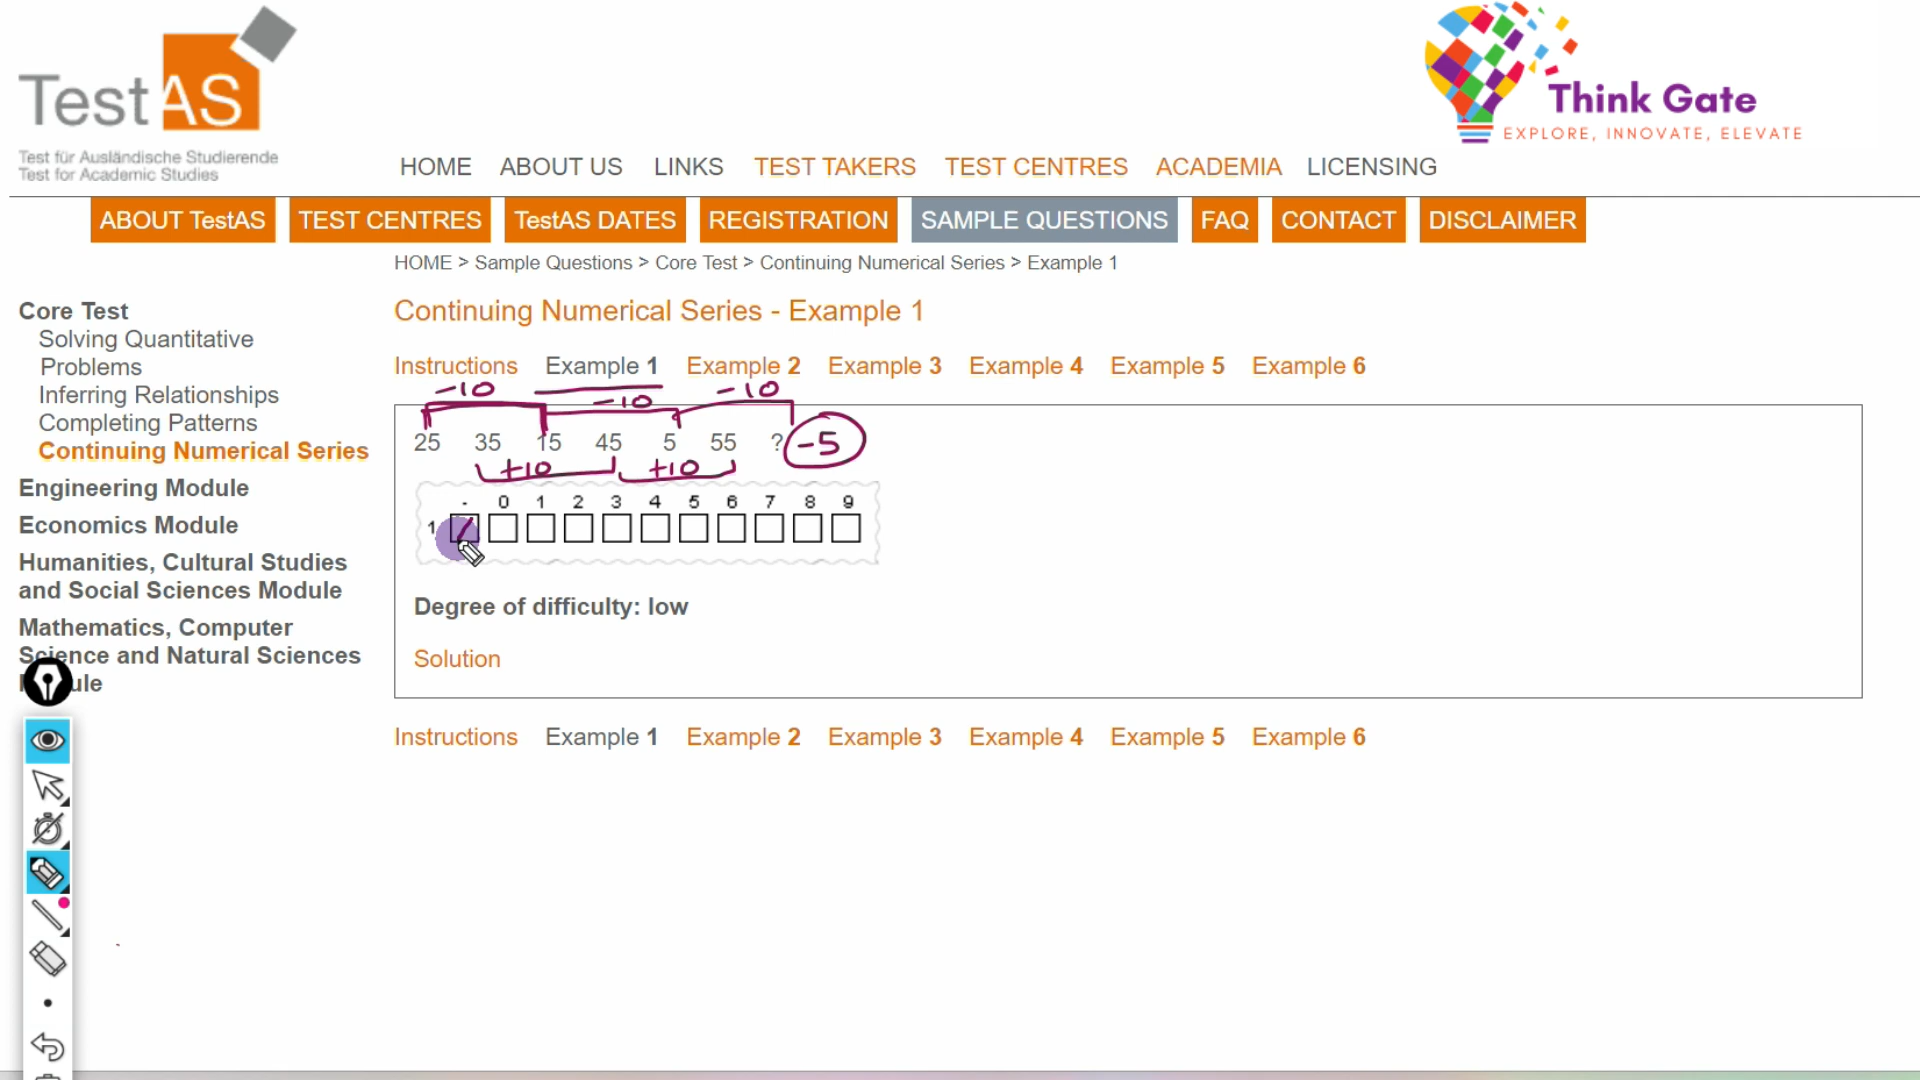 TestAS
Test für Ausländische Studierende
Test for Academic Studies
Think Gate
EXPLORE, INNOVATE, ELEVATE
HOME ABOUT US LINKS TEST TAKERS TEST CENTRES ACADEMIA LICENSING
ABOUT TestAS TEST CENTRES TestAS DATES REGISTRATION SAMPLE QUESTIONS FAQ CONTACT DISCLAIMER
HOME > Sample Questions > Core Test > Continuing Numerical Series > Example 1
Core Test
Solving Quantitative
Problems
Inferring Relationships
Completing Patterns
Continuing Numerical Series
Engineering Module
Economics Module
Humanities, Cultural Studies
and Social Sciences Module
Mathematics, Computer
Science and Natural Sciences
Continuing Numerical Series - Example 1
Instructions Example 1 Example 2 Example 3 Example 4 Example 5 Example 6
-10 -10 -10
25 35 15 45 5 55 ? -5
+10 +10
- 0 1 2 3 4 5 6 7 8 9
1
Degree of difficulty: low
Solution
Instructions Example 1 Example 2 Example 3 Example 4 Example 5 Example 6